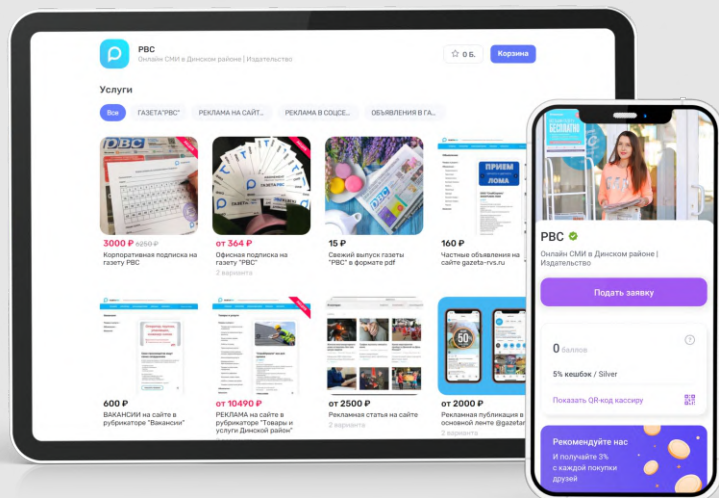 РВС
Онлайн СМИ в Динском районе | Издательство
0 Б.
Корзина
Услуги
Все
ГАЗЕТА"РВС"
РЕКЛАМА НА САЙТ...
РЕКЛАМА В СОЦСЕ...
ОБЪЯВЛЕНИЯ В ГА...
3000 ₽ 6250 ₽
Корпоративная подписка на
газету РВС
от 364 ₽
Офисная подписка на
газету "РВС"
2 варианта
15 ₽
Свежий выпуск газеты
"РВС" в формате pdf
ПРИЕМ
ЛОМА
160 ₽
Частные объявления на
сайте gazeta-rvs.ru
600 ₽
ВАКАНСИИ на сайте в
рубрикаторе "Вакансии"
от 10490 ₽
РЕКЛАМА на сайте в
рубрикаторе "Товары и
услуги Динской район"
от 2500 ₽
Рекламная статья на сайте
2 варианта
от 2000 ₽
Рекламная публикация в
основной ленте @gazetar
3 варианта
БЕСПЛАТНО
РВС
Онлайн СМИ в Динском районе |
Издательство
Подать заявку
0 баллов
5% кешбэк / Silver
Показать QR-код кассиру
Рекомендуйте нас
И получайте 3%
с каждой покупки
друзей